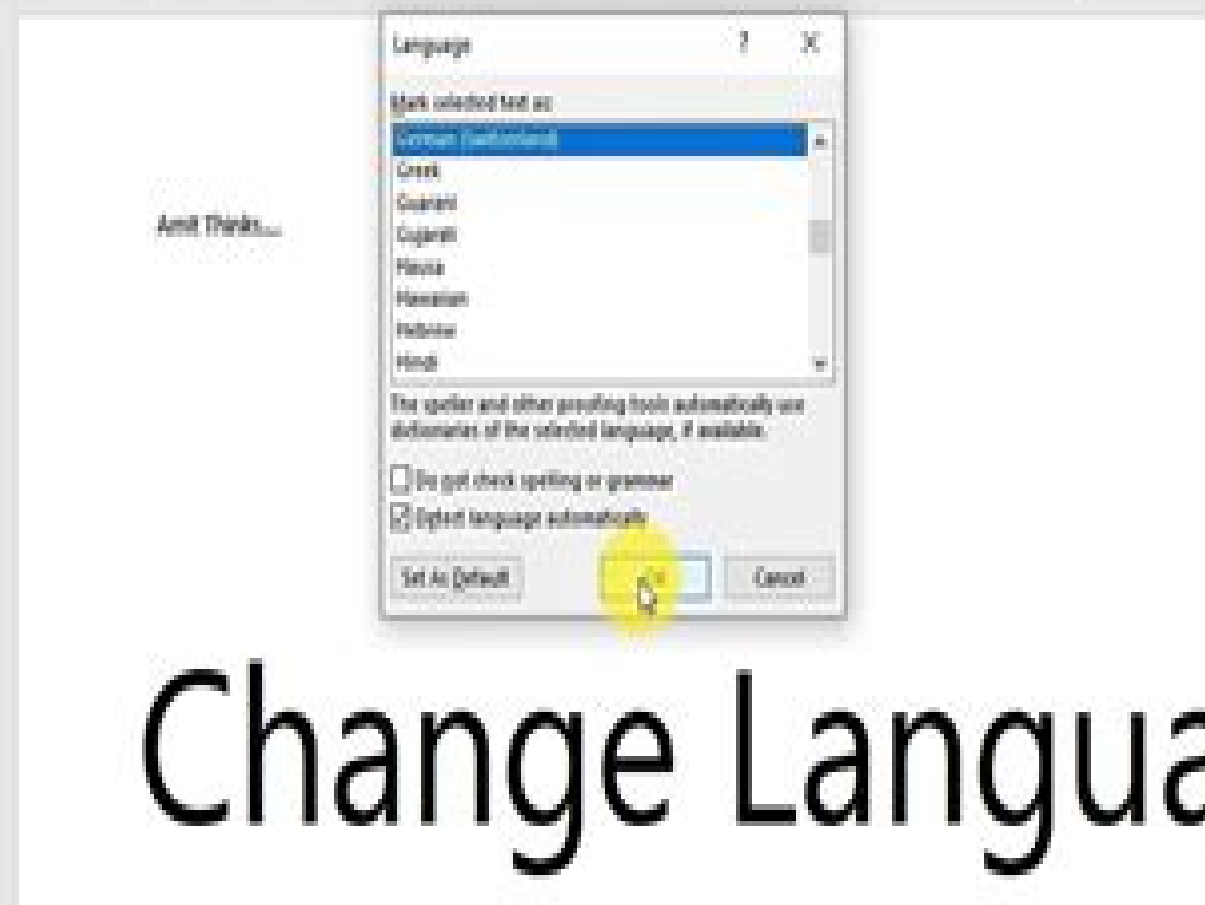 Language ? X
Mark selected text as:
German (Switzerland)
Greek
Guarani
Gujarati
Hausa
Hawaiian
Hebrew
Hindi
Amit Thinks...
The speller and other proofing tools automatically use
dictionaries of the selected language, if available.
Do not check spelling or grammar
Detect language automatically
Set As Default OK Cancel
Change Langua